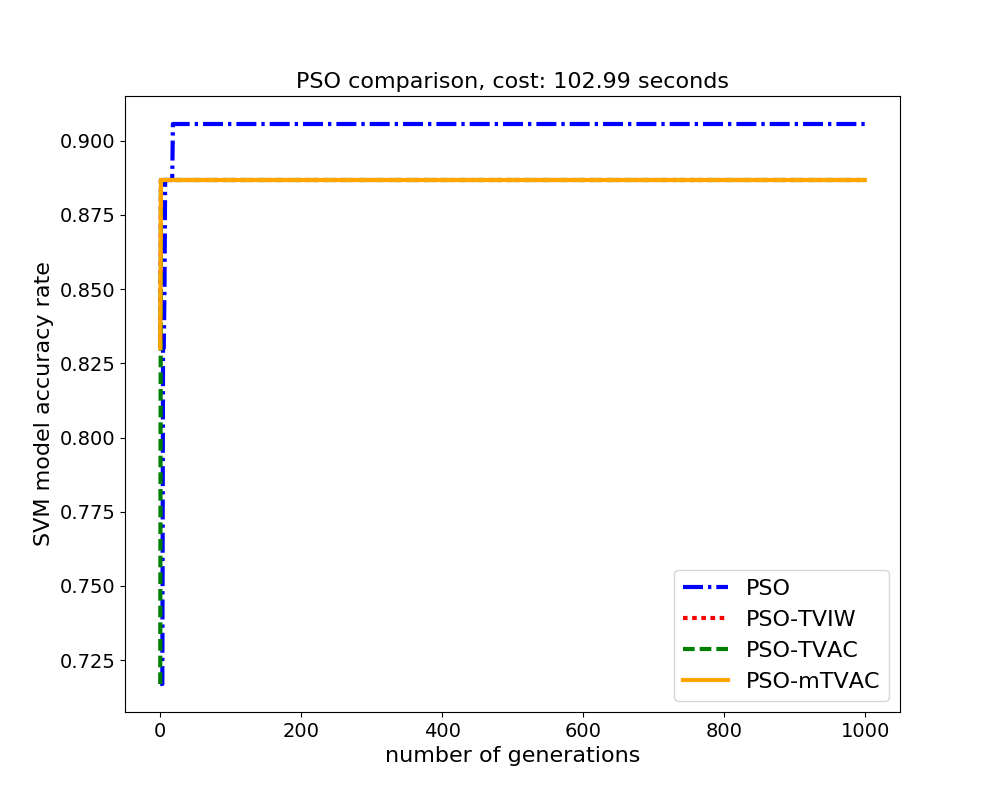 PSO comparison, cost: 102.99 seconds
SVM model accuracy rate
0.900
0.875
0.850
0.825
0.800
0.775
0.750
0.725
0 200 400 600 800 1000
number of generations
PSO
PSO-TVIW
PSO-TVAC
PSO-mTVAC